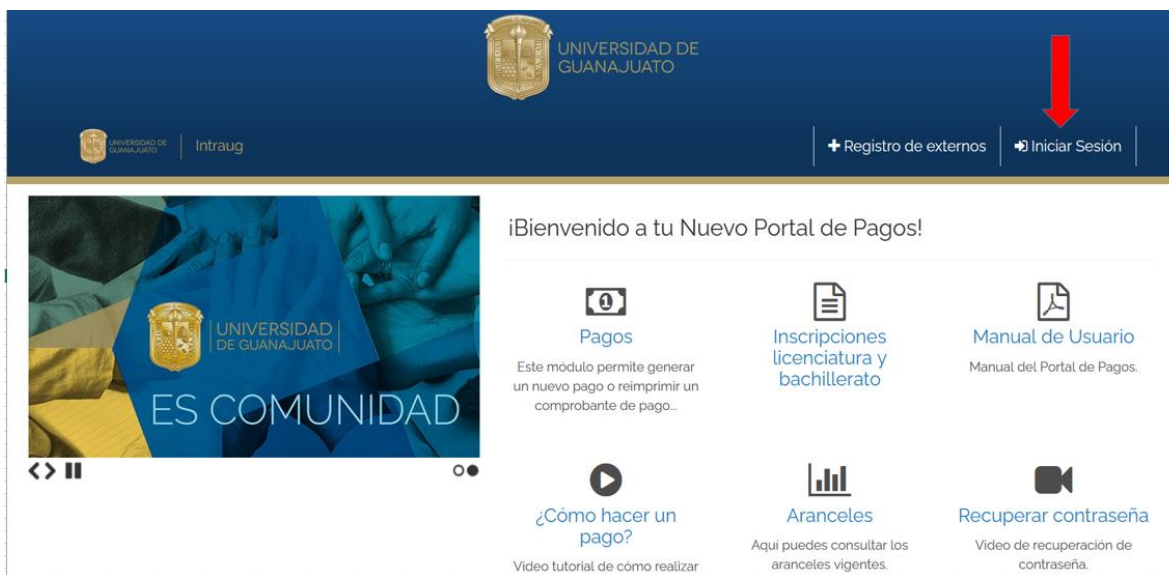 UNIVERSIDAD DE
GUANAJUATO
UNIVERSIDAD DE
GUANAJUATO
Intraug
Registro de externos
Iniciar Sesión
UNIVERSIDAD
DE GUANAJUATO
ES COMUNIDAD
¡Bienvenido a tu Nuevo Portal de Pagos!
Pagos
Este módulo permite generar
un nuevo pago o reimprimir un
comprobante de pago...
Inscripciones
licenciatura y
bachillerato
Manual de Usuario
Manual del Portal de Pagos.
¿Cómo hacer un
pago?
Video tutorial de cómo realizar
Aranceles
Aquí puedes consultar los
aranceles vigentes.
Recuperar contraseña
Video de recuperación de
contraseña.